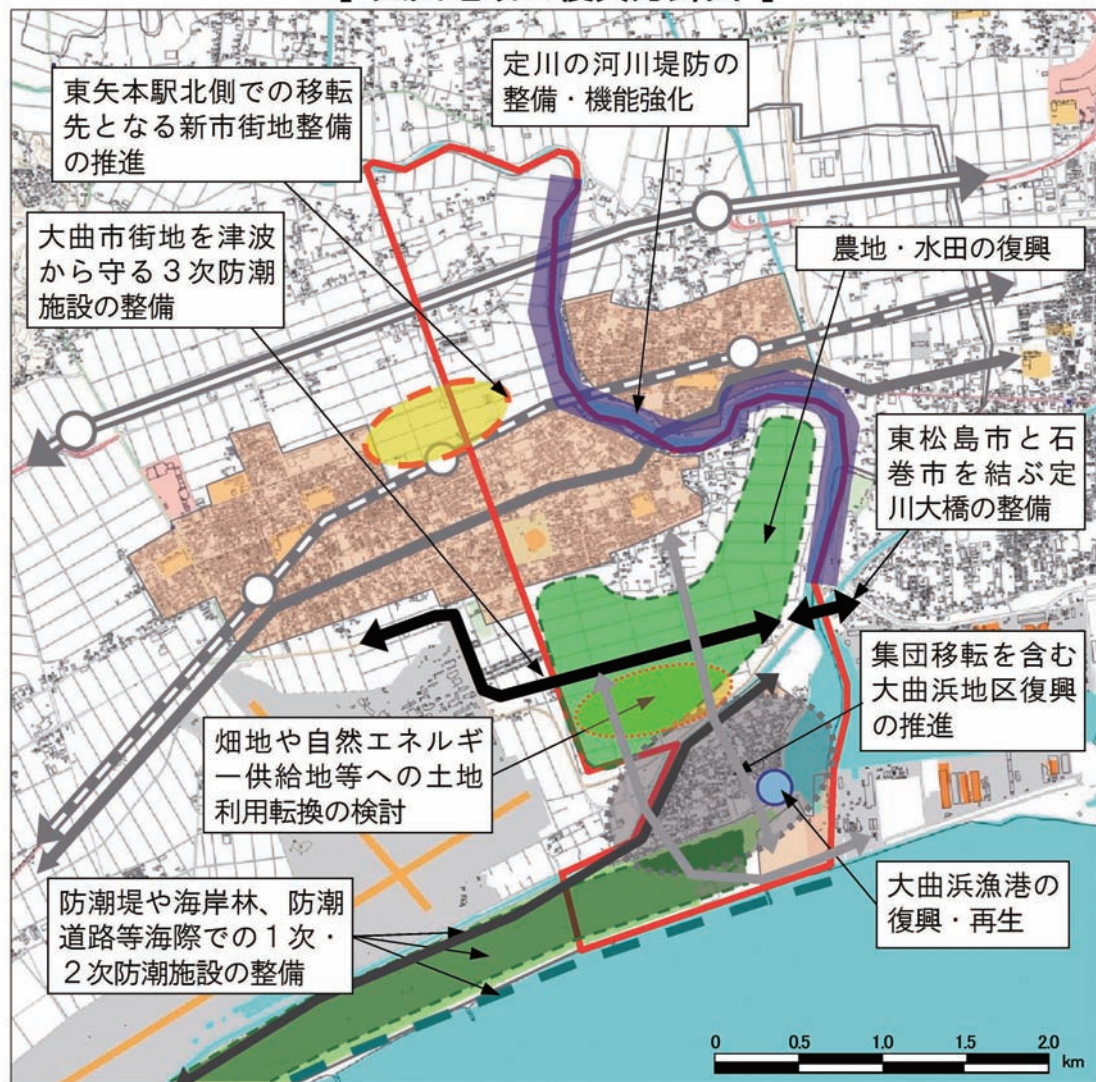 東矢本駅北側での移転
先となる新市街地整備
の推進
定川の河川堤防の
整備・機能強化
大曲市街地を津波
から守る３次防潮
施設の整備
農地・水田の復興
東松島市と石
巻市を結ぶ定
川大橋の整備
集団移転を含む
大曲浜地区復興
の推進
畑地や自然エネルギ
ー供給地等への土地
利用転換の検討
大曲浜漁港の
復興・再生
防潮堤や海岸林、防潮
道路等海際での１次・
２次防潮施設の整備
0 0.5 1.0 1.5 2.0
km